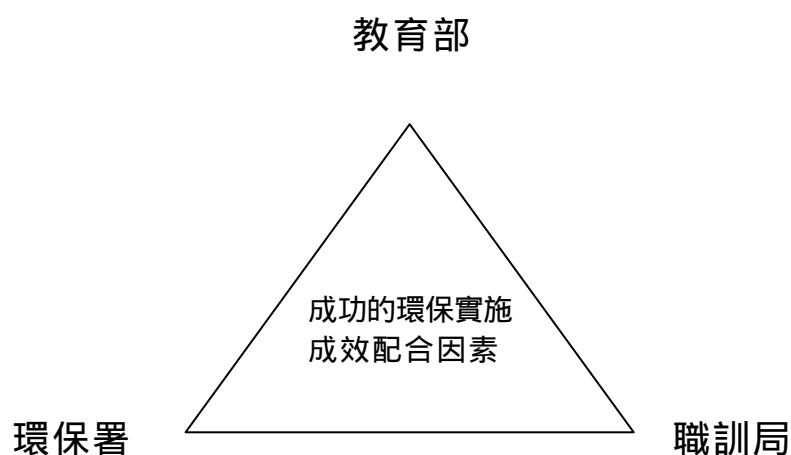 教育部
成功的環保實施
成效配合因素
環保署
職訓局